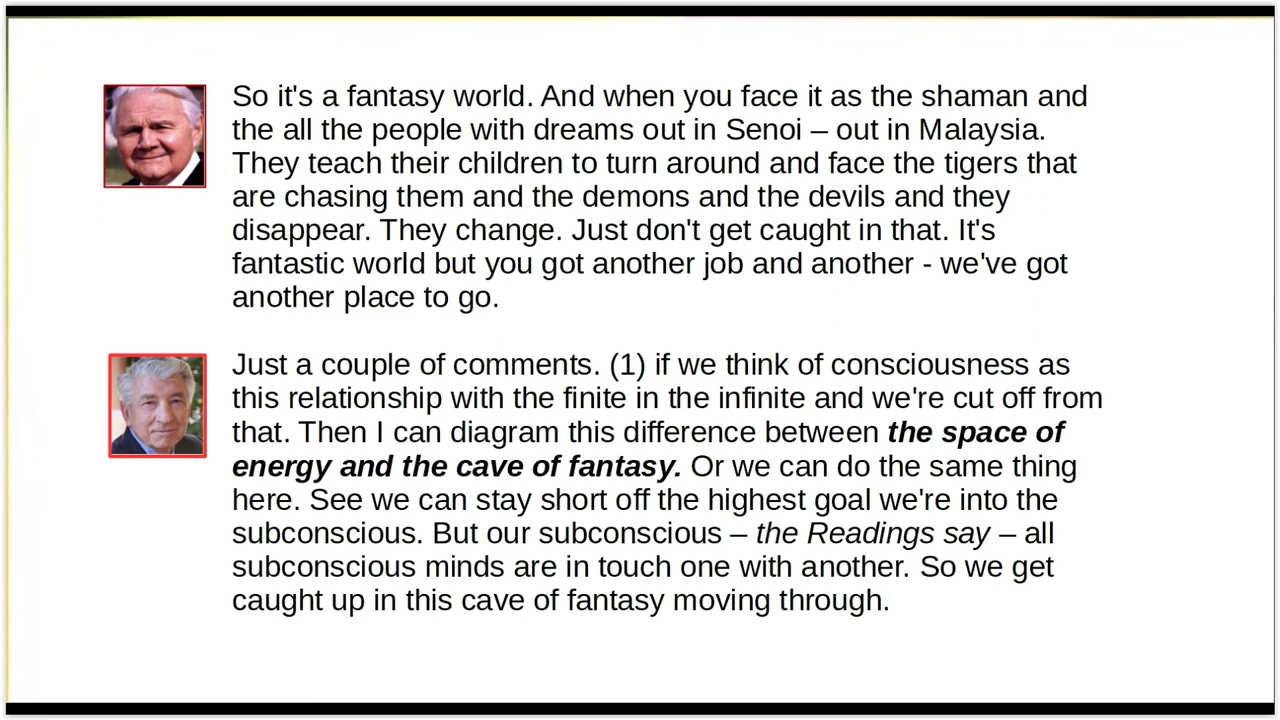 So it's a fantasy world. And when you face it as the shaman and
the all the people with dreams out in Senoi – out in Malaysia.
They teach their children to turn around and face the tigers that
are chasing them and the demons and the devils and they
disappear. They change. Just don't get caught in that. It's
fantastic world but you got another job and another - we've got
another place to go.
Just a couple of comments. (1) if we think of consciousness as
this relationship with the finite in the infinite and we're cut off from
that. Then I can diagram this difference between the space of
energy and the cave of fantasy. Or we can do the same thing
here. See we can stay short off the highest goal we're into the
subconscious. But our subconscious – the Readings say – all
subconscious minds are in touch one with another. So we get
caught up in this cave of fantasy moving through.